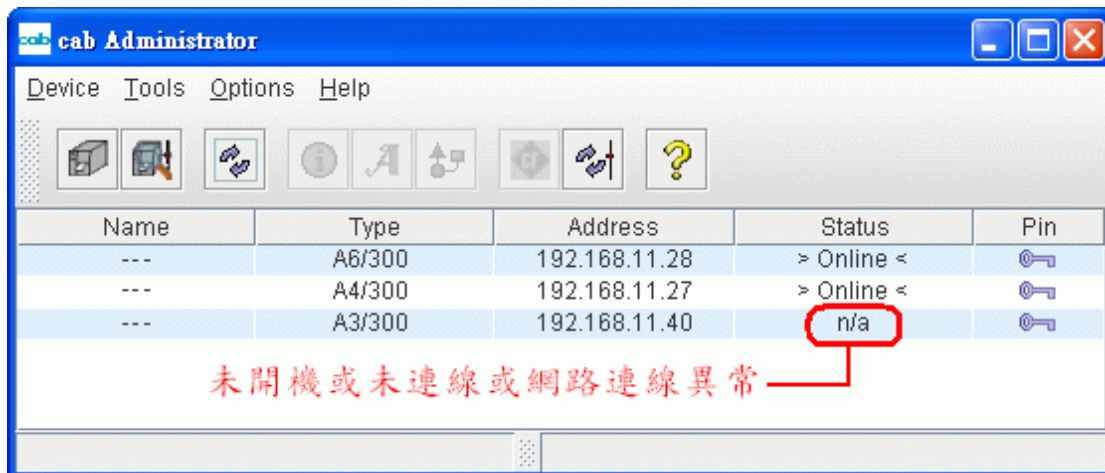 cab cab Administrator
Device Tools Options Help
CF
Name Type Address Status Pin
--- A6/300 192.168.11.28 > Online <
--- A4/300 192.168.11.27 > Online <
--- A3/300 192.168.11.40 n/a
未開機或未連線或網路連線異常